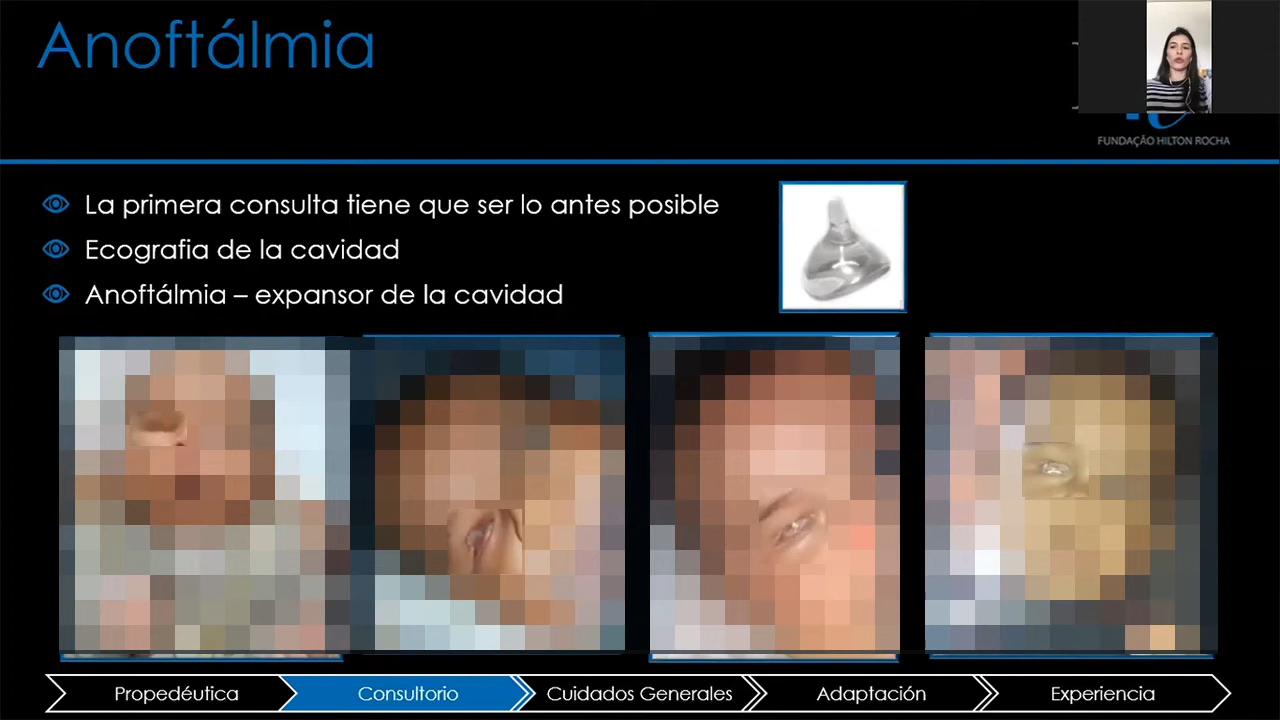 Anoftálmia
FUNDAÇÃO HILTON ROCHA
La primera consulta tiene que ser lo antes posible
Ecografia de la cavidad
Anoftálmia – expansor de la cavidad
Propedéutica
Consultorio
Cuidados Generales
Adaptación
Experiencia